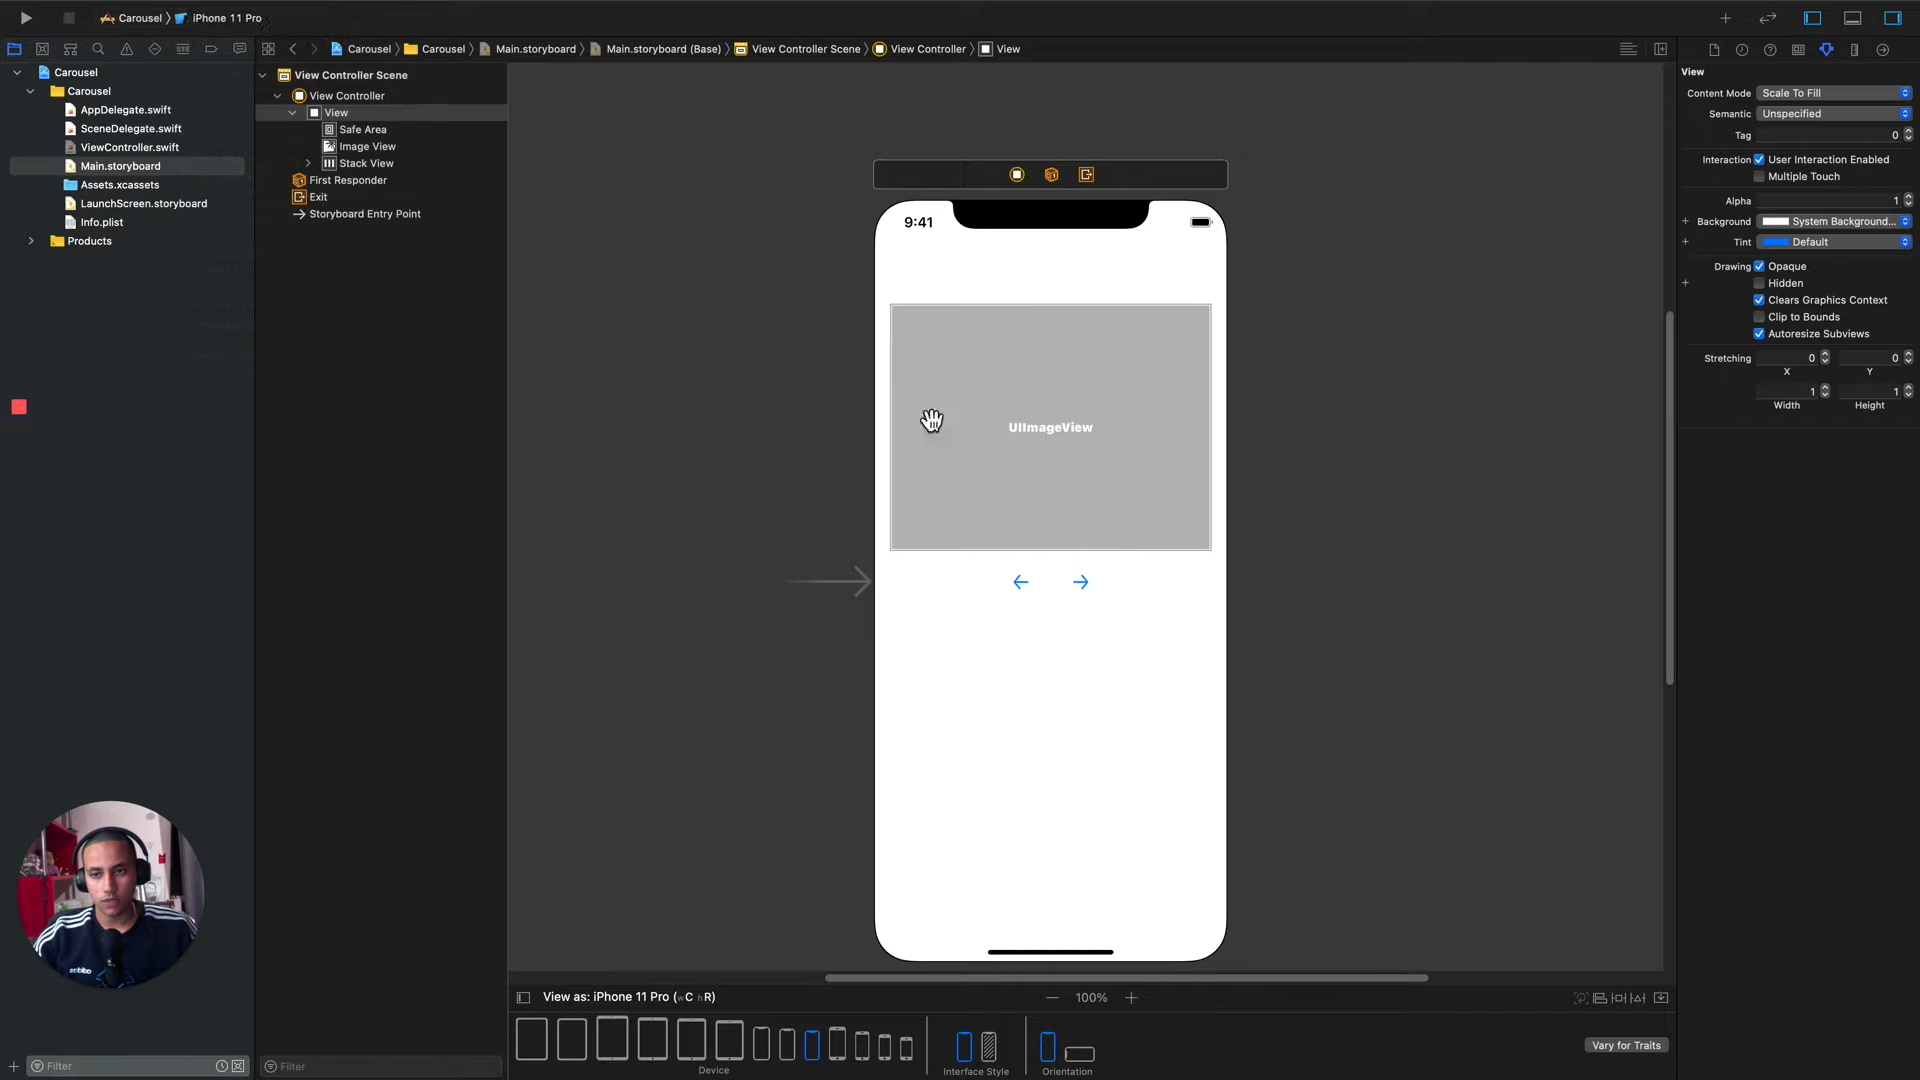 Carousel
iPhone 11 Pro
Carousel
Carousel
Main.storyboard
Main.storyboard (Base)
View Controller Scene
View Controller
View
Carousel
Carousel
AppDelegate.swift
SceneDelegate.swift
ViewController.swift
Main.storyboard
Assets.xcassets
LaunchScreen.storyboard
Info.plist
Products
View Controller Scene
View Controller
View
Safe Area
Image View
Stack View
First Responder
Exit
Storyboard Entry Point
9:41
UIImageView
View
Content Mode Scale To Fill
Semantic Unspecified
Tag 0
Interaction User Interaction Enabled
Multiple Touch
Alpha 1
Background System Background...
Tint Default
Drawing Opaque
Hidden
Clears Graphics Context
Clip to Bounds
Autoresize Subviews
Stretching 0 0
X Y
1 1
Width Height
View as: iPhone 11 Pro (wC hR)
100%
Device
Interface Style
Orientation
Vary for Traits
Filter
Filter